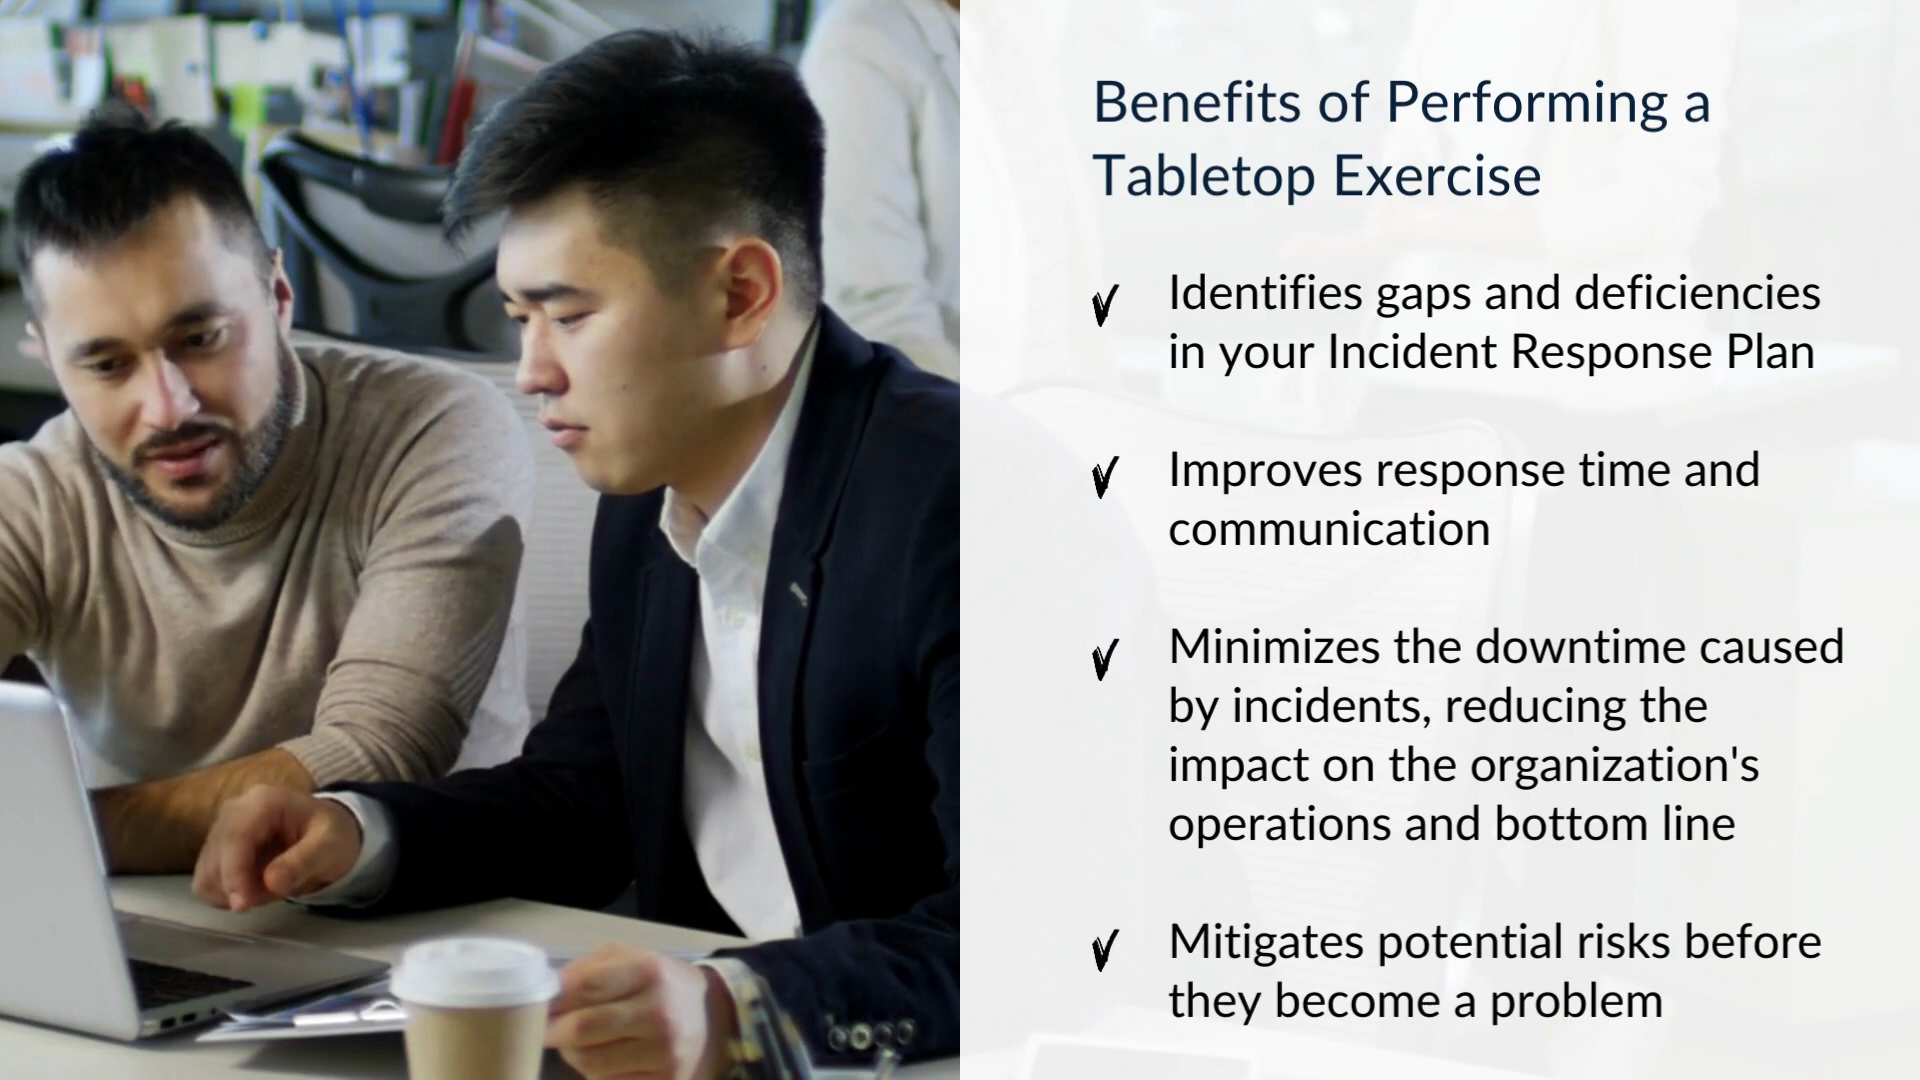 Benefits of Performing a
Tabletop Exercise
Identifies gaps and deficiencies
in your Incident Response Plan
Improves response time and
communication
Minimizes the downtime caused
by incidents, reducing the
impact on the organization's
operations and bottom line
Mitigates potential risks before
they become a problem